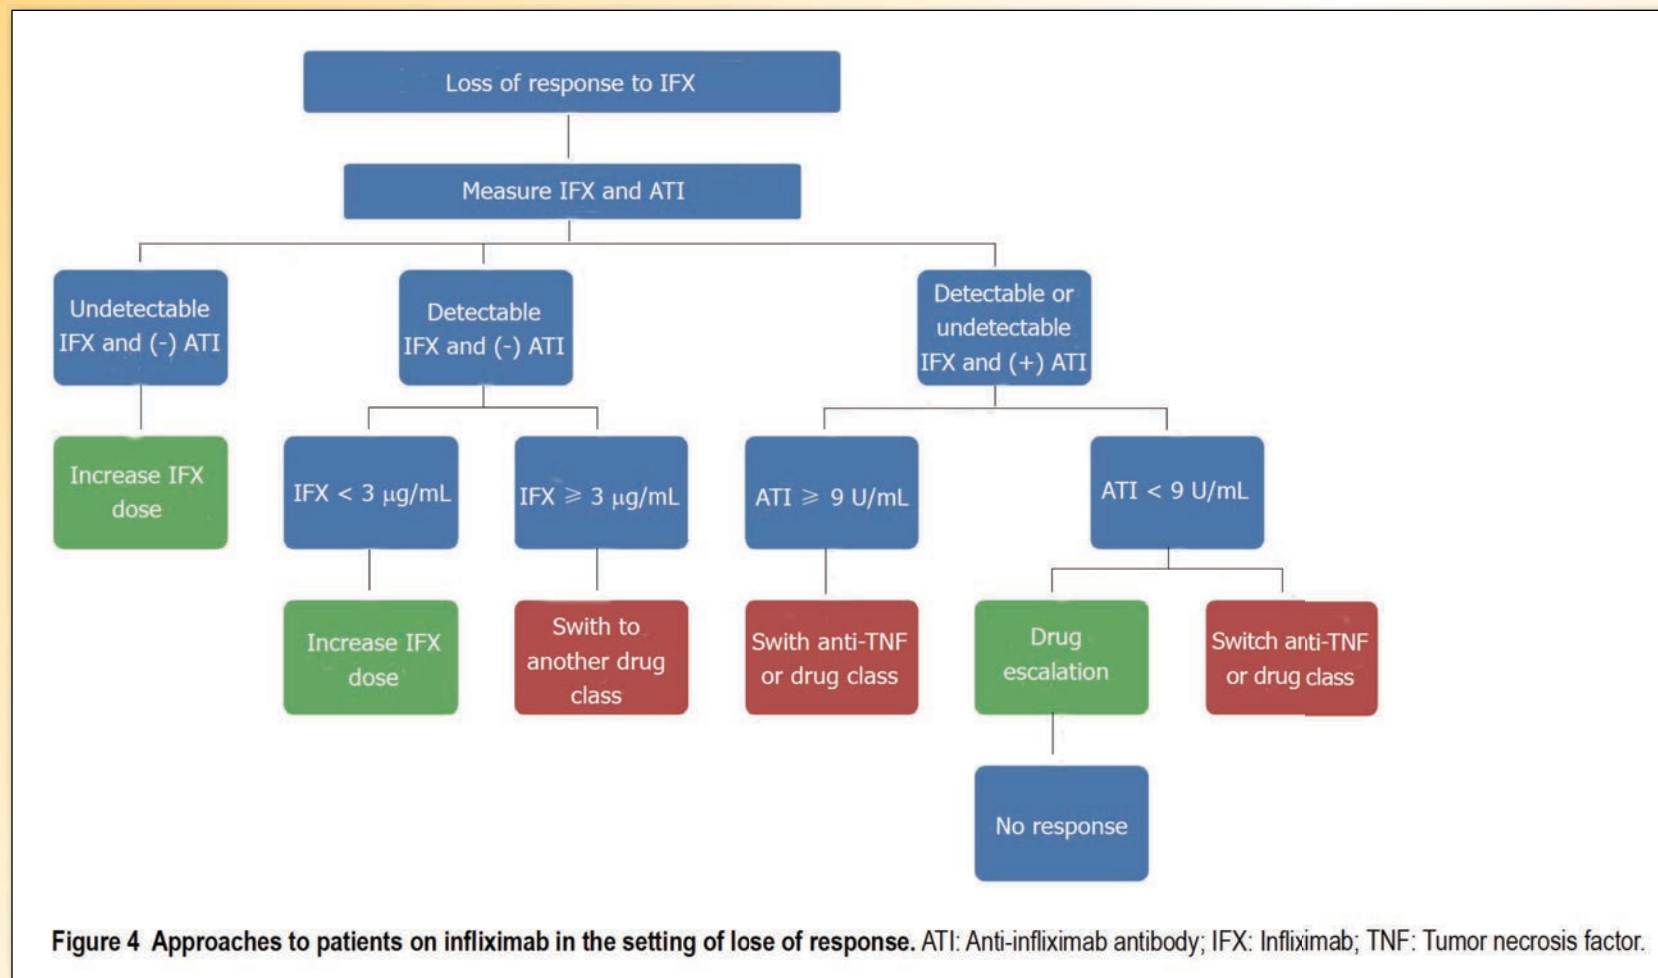 Loss of response to IFX
Measure IFX and ATI
Undetectable
IFX and (-) ATI
Detectable
IFX and (-) ATI
Detectable or
undetectable
IFX and (+) ATI
Increase IFX
dose
IFX < 3 μg/mL
IFX ⩾ 3 μg/mL
ATI ⩾ 9 U/mL
ATI < 9 U/mL
Increase IFX
dose
Swith to
another drug
class
Swith anti-TNF
or drug class
Drug
escalation
Switch anti-TNF
or drug class
No response
Figure 4 Approaches to patients on infliximab in the setting of lose of response. ATI: Anti-infliximab antibody; IFX: Infliximab; TNF: Tumor necrosis factor.